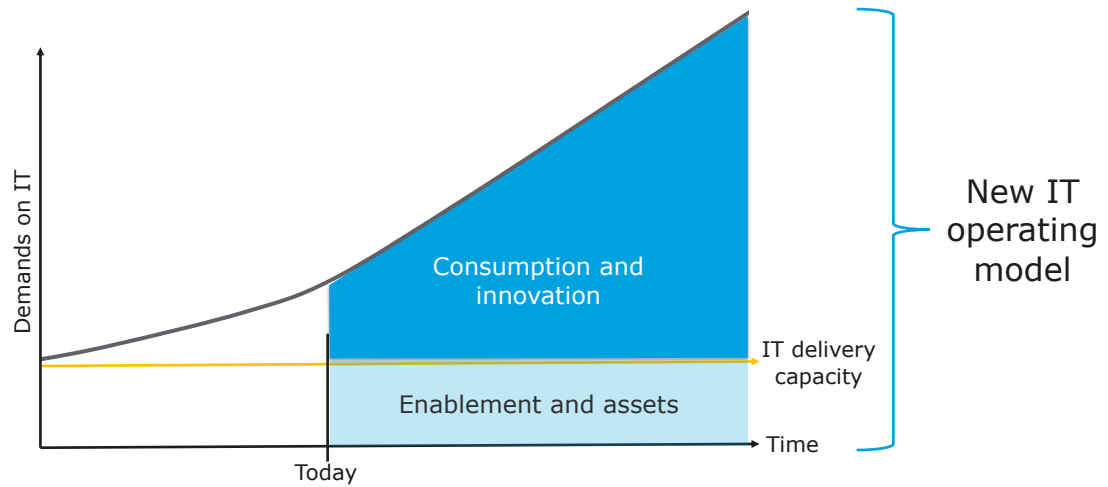 Demands on IT
Consumption and
innovation
New IT
operating
model
IT delivery
capacity
Enablement and assets
Time
Today